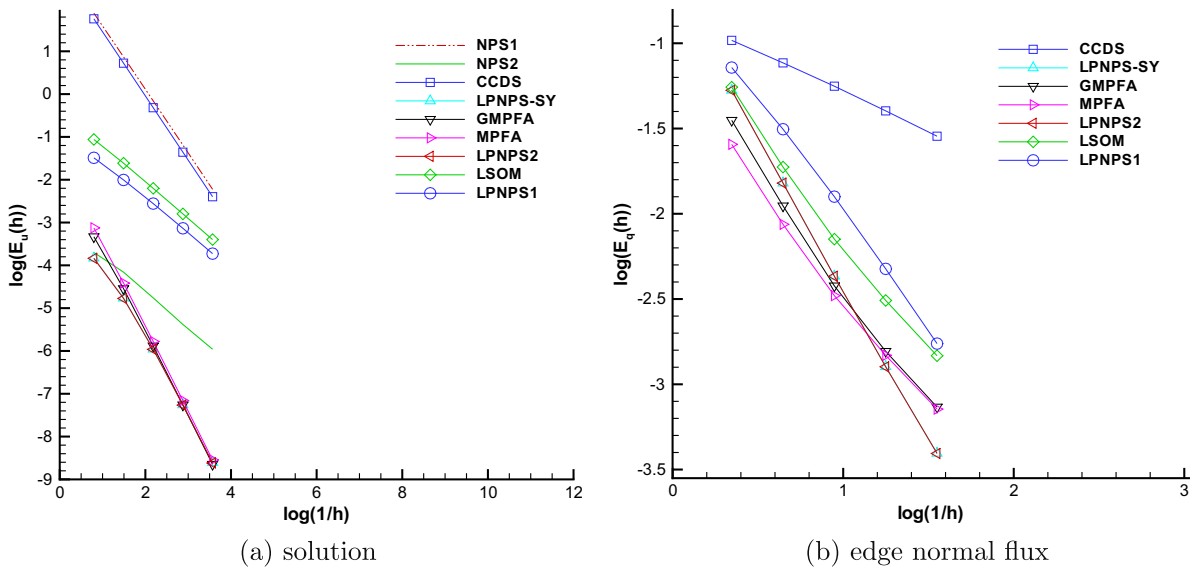 1
0
-1
-2
-3
-4
-5
-6
-7
-8
-9
log(E_u(h))
0
2
4
6
8
10
12
log(1/h)
NPS1
NPS2
CCDS
LPNPS-SY
GMPFA
MPFA
LPNPS2
LSOM
LPNPS1
(a) solution
-1
-1.5
-2
-2.5
-3
-3.5
log(E_q(h))
0
1
2
3
log(1/h)
CCDS
LPNPS-SY
GMPFA
MPFA
LPNPS2
LSOM
LPNPS1
(b) edge normal flux